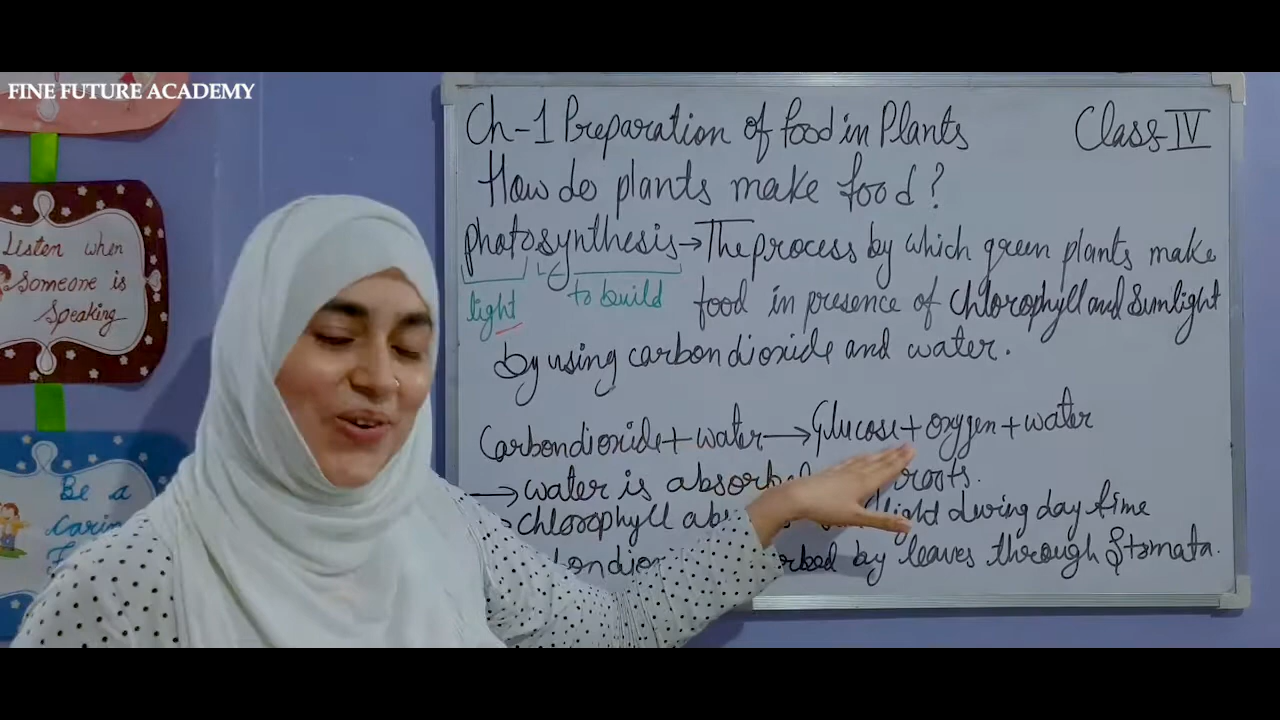 FINE FUTURE ACADEMY
Listen when
someone is
Speaking
Be a
Ch-1 Preparation of food in Plants Class-IV
How do plants make food?
photosynthesis→The process by which green plants make
light to build food in presence of chlorophyll and Sunlight
by using carbondioxide and water.
Carbondioxide+water→Glucose+oxygen+water
→water is roots.
chlorophyll during day time
by leaves through Stomata.